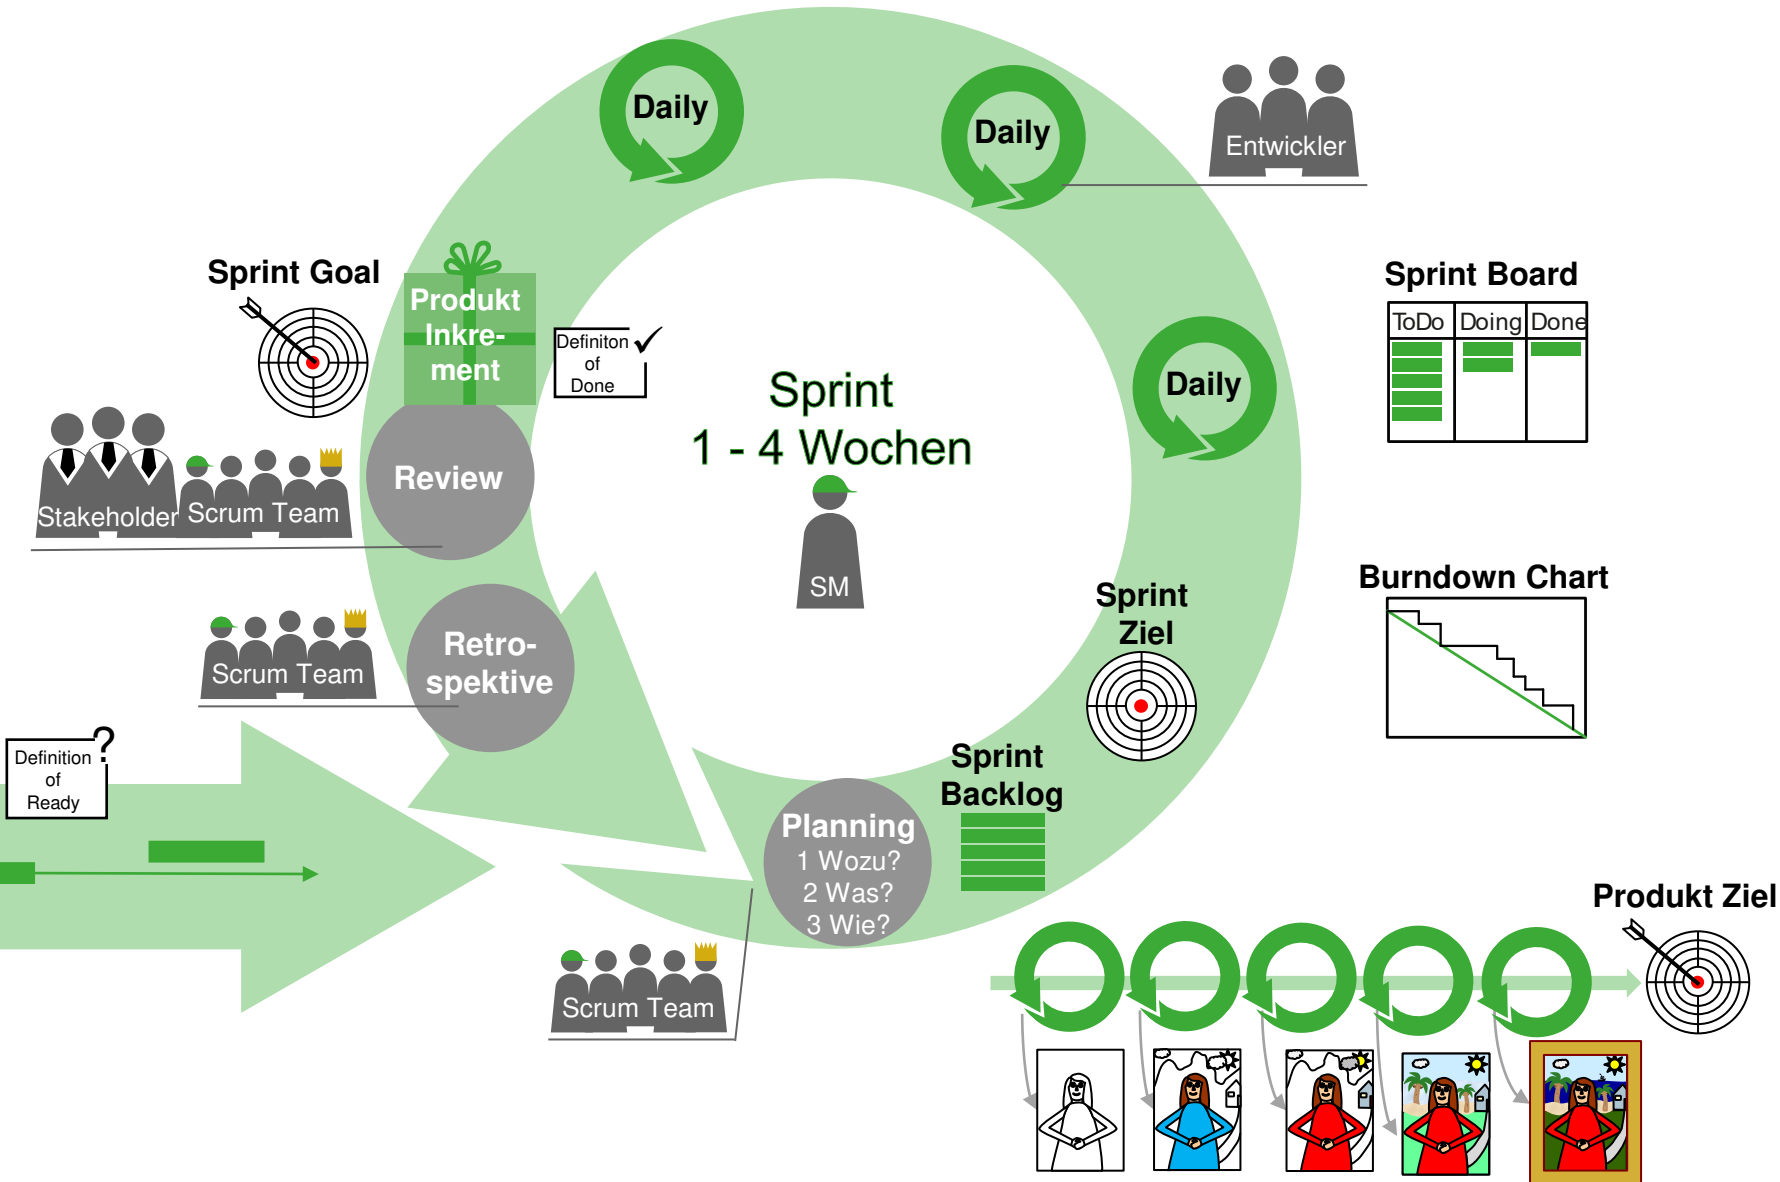 Daily
Daily
Entwickler
Sprint Goal
Produkt
Inkre-
ment
Definiton
of
Done
Sprint
1 - 4 Wochen
SM
Daily
Sprint Board
ToDo Doing Done
Review
Stakeholder
Scrum Team
Retro-
spektive
Scrum Team
Burndown Chart
Sprint
Ziel
Definition
of
Ready
?
Sprint
Backlog
Planning
1 Wozu?
2 Was?
3 Wie?
Scrum Team
Produkt Ziel